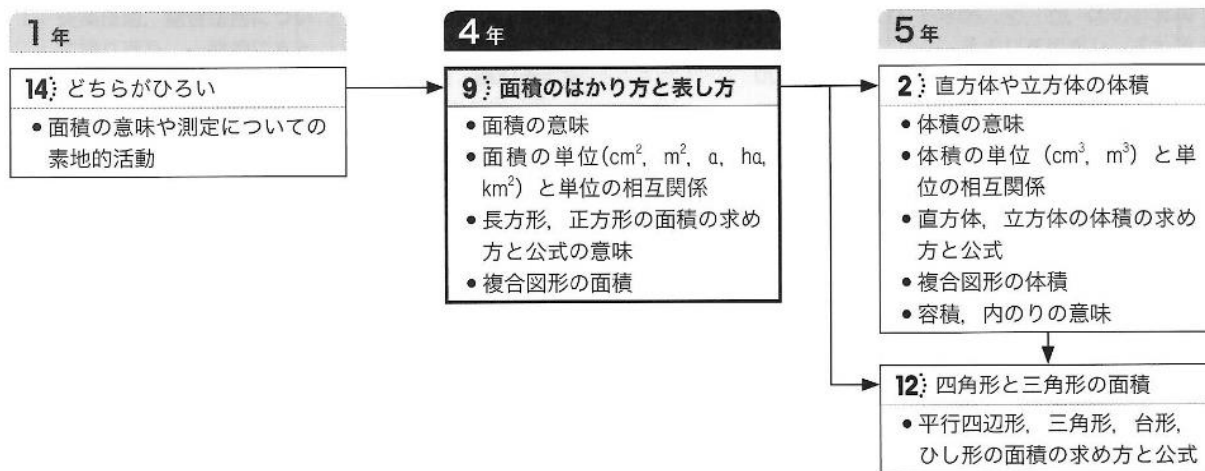 1年
14 どちらがひろい
● 面積の意味や測定についての
素地的活動
4年
9 面積のはかり方と表し方
● 面積の意味
● 面積の単位(cm², m², a, ha,
km²) と単位の相互関係
● 長方形, 正方形の面積の求め
方と公式の意味
● 複合図形の面積
5年
2 直方体や立方体の体積
● 体積の意味
● 体積の単位 (cm³, m³) と単
位の相互関係
● 直方体, 立方体の体積の求め
方と公式
● 複合図形の体積
● 容積, 内のりの意味
12 四角形と三角形の面積
● 平行四辺形, 三角形, 台形,
ひし形の面積の求め方と公式